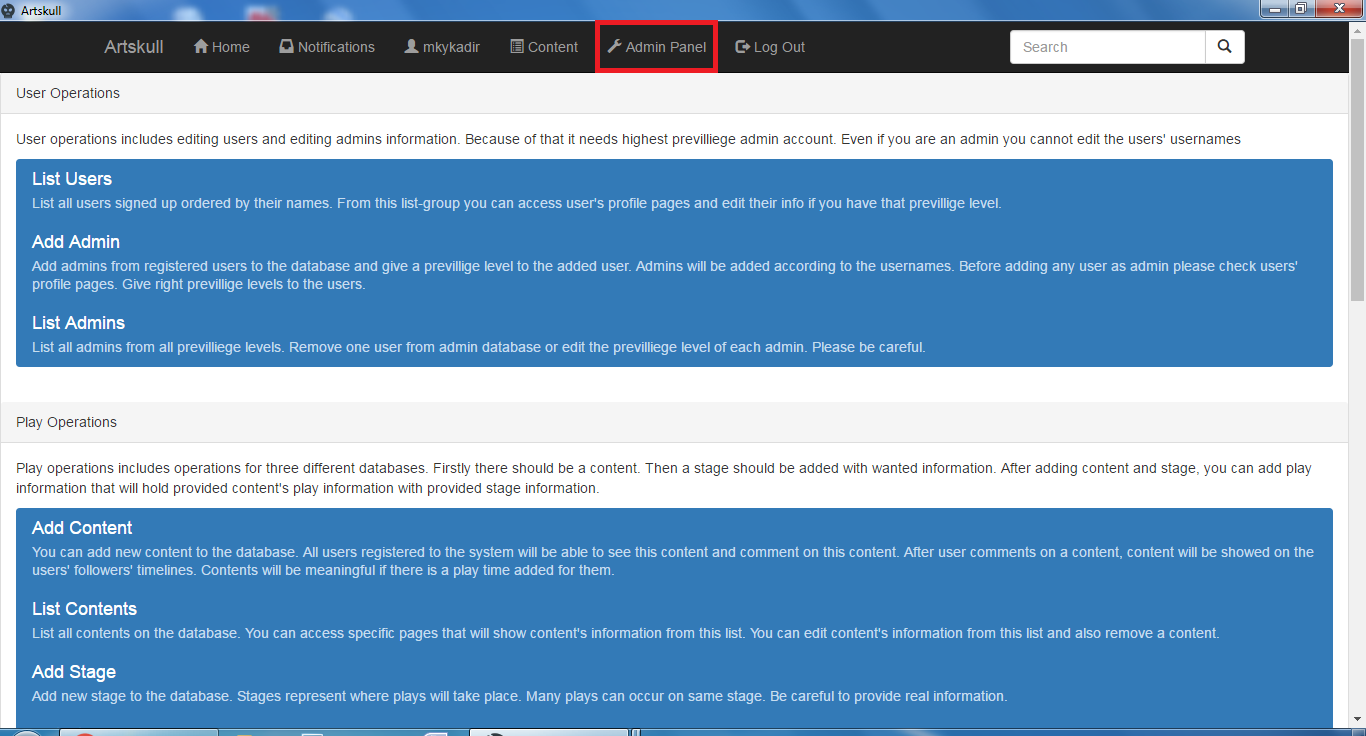 Artskull
Artskull Home Notifications mkykadir Content Admin Panel Log Out Search
User Operations
User operations includes editing users and editing admins information. Because of that it needs highest previlliege admin account. Even if you are an admin you cannot edit the users' usernames
List Users
List all users signed up ordered by their names. From this list-group you can access user's profile pages and edit their info if you have that previllige level.
Add Admin
Add admins from registered users to the database and give a previllige level to the added user. Admins will be added according to the usernames. Before adding any user as admin please check users'
profile pages. Give right previllige levels to the users.
List Admins
List all admins from all previlliege levels. Remove one user from admin database or edit the previlliege level of each admin. Please be careful.
Play Operations
Play operations includes operations for three different databases. Firstly there should be a content. Then a stage should be added with wanted information. After adding content and stage, you can add play
information that will hold provided content's play information with provided stage information.
Add Content
You can add new content to the database. All users registered to the system will be able to see this content and comment on this content. After user comments on a content, content will be showed on the
users' followers' timelines. Contents will be meaningful if there is a play time added for them.
List Contents
List all contents on the database. You can access specific pages that will show content's information from this list. You can edit content's information from this list and also remove a content.
Add Stage
Add new stage to the database. Stages represent where plays will take place. Many plays can occur on same stage. Be careful to provide real information.